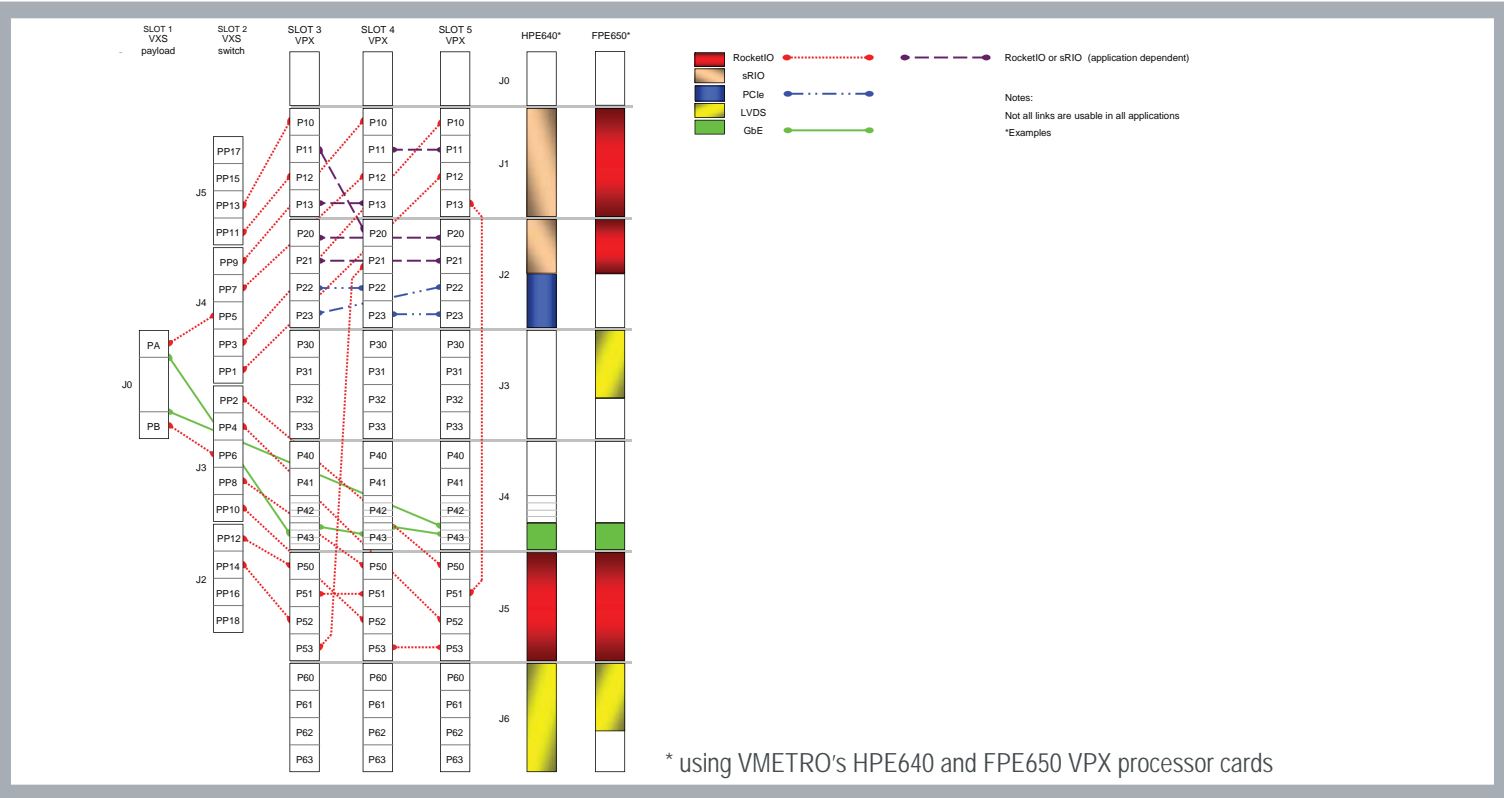 SLOT 1
VXS
payload
SLOT 2
VXS
switch
SLOT 3
VPX
SLOT 4
VPX
SLOT 5
VPX
HPE640*
FPE650*
J5
PP17
PP15
PP13
PP11
J4
PP9
PP7
PP5
PP3
PP1
J0
PA
PB
J3
PP2
PP4
PP6
PP8
PP10
J2
PP12
PP14
PP16
PP18
P10
P11
P12
P13
P20
P21
P22
P23
P30
P31
P32
P33
P40
P41
P42
P43
P50
P51
P52
P53
P60
P61
P62
P63
P10
P11
P12
P13
P20
P21
P22
P23
P30
P31
P32
P33
P40
P41
P42
P43
P50
P51
P52
P53
P60
P61
P62
P63
P10
P11
P12
P13
P20
P21
P22
P23
P30
P31
P32
P33
P40
P41
P42
P43
P50
P51
P52
P53
P60
P61
P62
P63
J0
J1
J2
J3
J4
J5
J6
RocketIO
sRIO
PCIe
LVDS
GbE
RocketIO or sRIO (application dependent)
Notes:
Not all links are usable in all applications
*Examples
* using VMETRO's HPE640 and FPE650 VPX processor cards